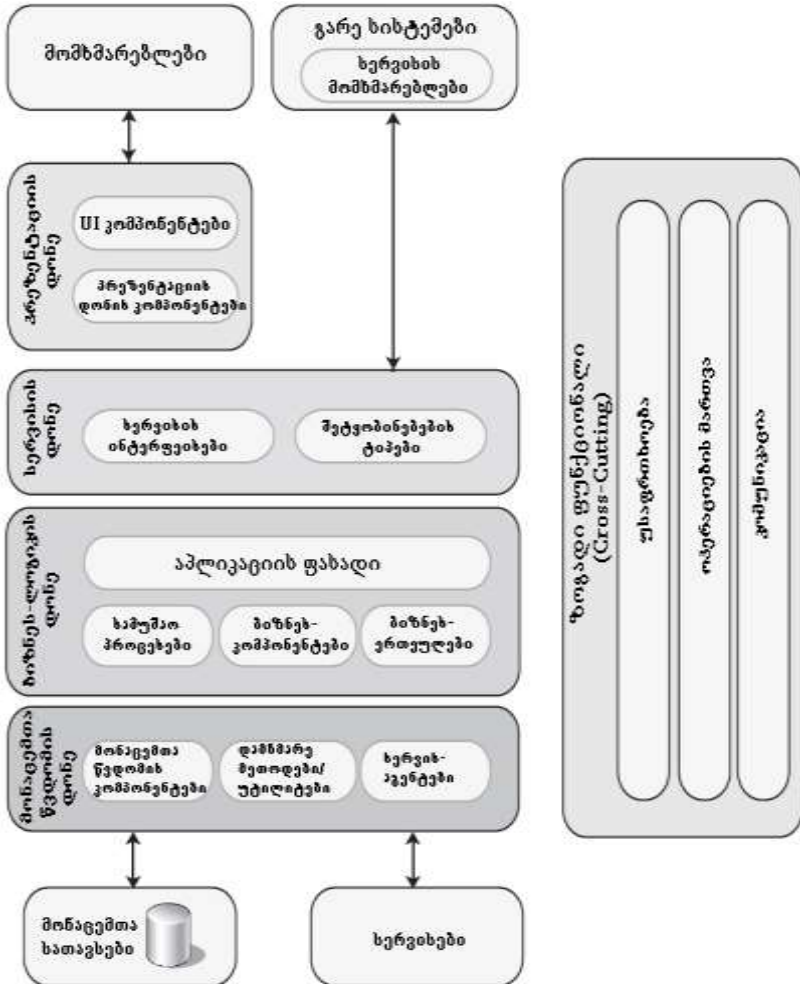 მომხმარებლები
გარე სისტემები
სერვისის
მომხმარებლები
პრეზენტაციის
დონე
UI კომპონენტები
პრეზენტაციის
დონის კომპონენტები
სერვისის
დონე
სერვისის
ინტერფეისები
შეტყობინებების
ტიპები
ბიზნეს-ლოგიკის
დონე
აპლიკაციის ფასადი
სამუშაო
პროცესები
ბიზნეს-
კომპონენტები
ბიზნეს-
ერთეულები
მონაცემთა
წვდომის
დონე
მონაცემთა
წვდომის
კომპონენტები
დამხმარე
მეთოდები/
უტილიტები
სერვის-
აგენტები
მონაცემთა
სათავსები
სერვისები
ზოგადი ფუნქციონალი
(Cross-Cutting)
უსაფრთხოება
ოპერაციების მართვა
კომუნიკაცია